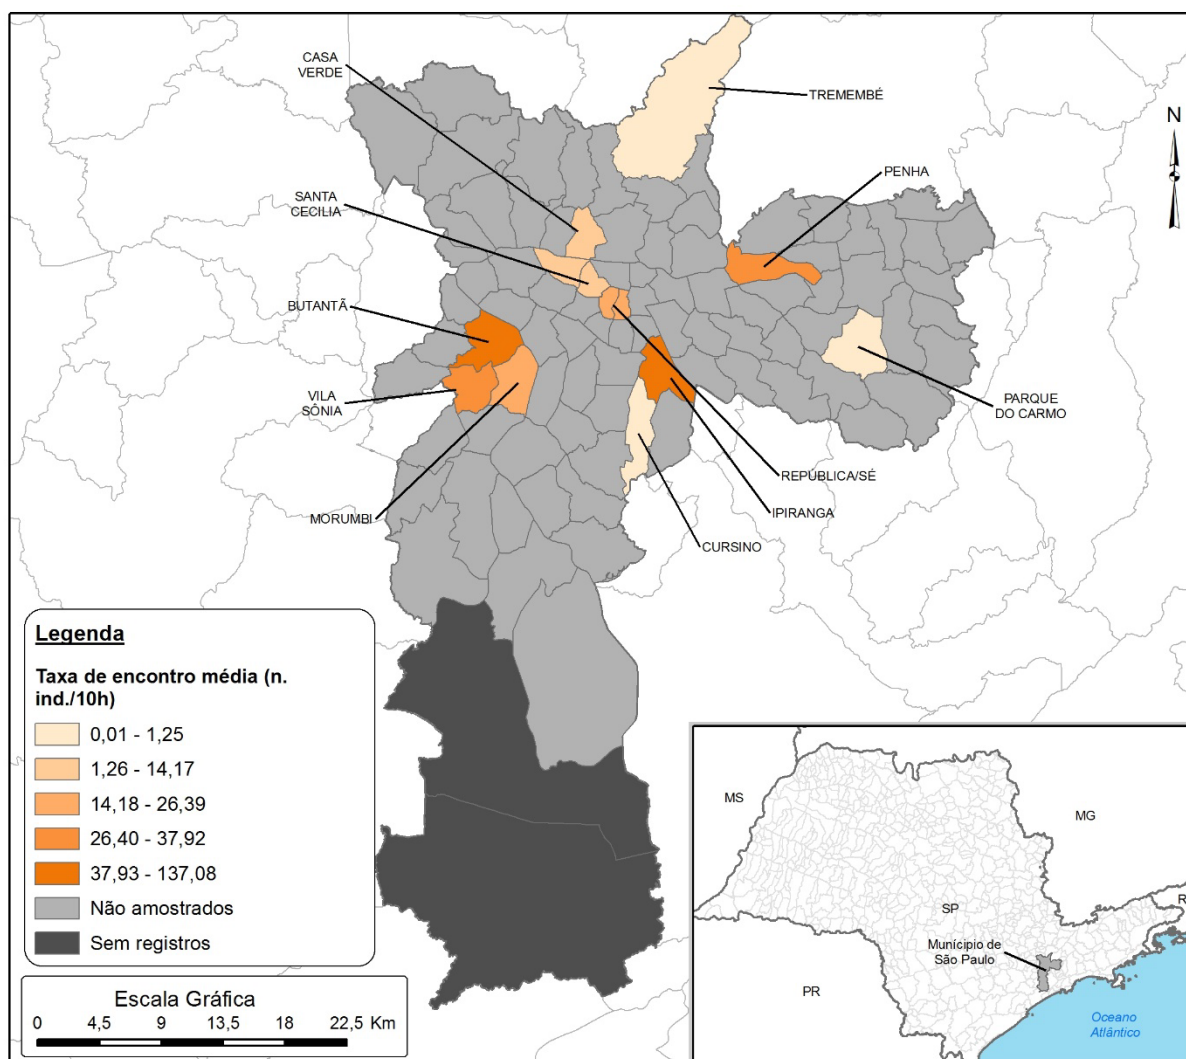 CASA
VERDE
TREMEMBÉ
N
PENHA
SANTA
CECILIA
BUTANTÃ
VILA
SÔNIA
PARQUE
DO CARMO
REPÚBLICA/SÉ
IPIRANGA
MORUMBI
CURSINO
Legenda
Taxa de encontro média (n.
ind./10h)
0,01 - 1,25
1,26 - 14,17
14,18 - 26,39
26,40 - 37,92
37,93 - 137,08
Não amostrados
Sem registros
Escala Gráfica
0 4,5 9 13,5 18 22,5 Km
MS
MG
SP
R
Munícipio de
São Paulo
PR
Oceano
Atlântico